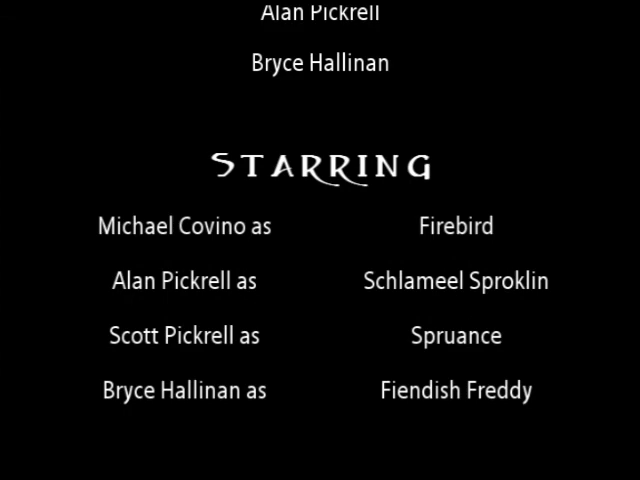 Alan Pickrell
Bryce Hallinan
STARRING
Michael Covino as Firebird
Alan Pickrell as Schlameel Sproklin
Scott Pickrell as Spruance
Bryce Hallinan as Fiendish Freddy